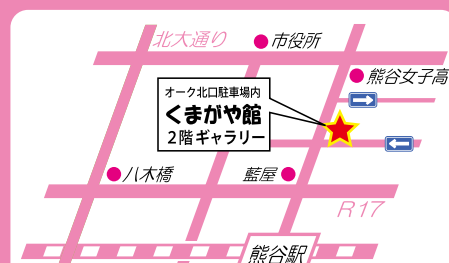 北大通り
市役所
熊谷女子高
オーク北口駐車場内
くまがや館
2階ギャラリー
八木橋
藍屋
R17
熊谷駅